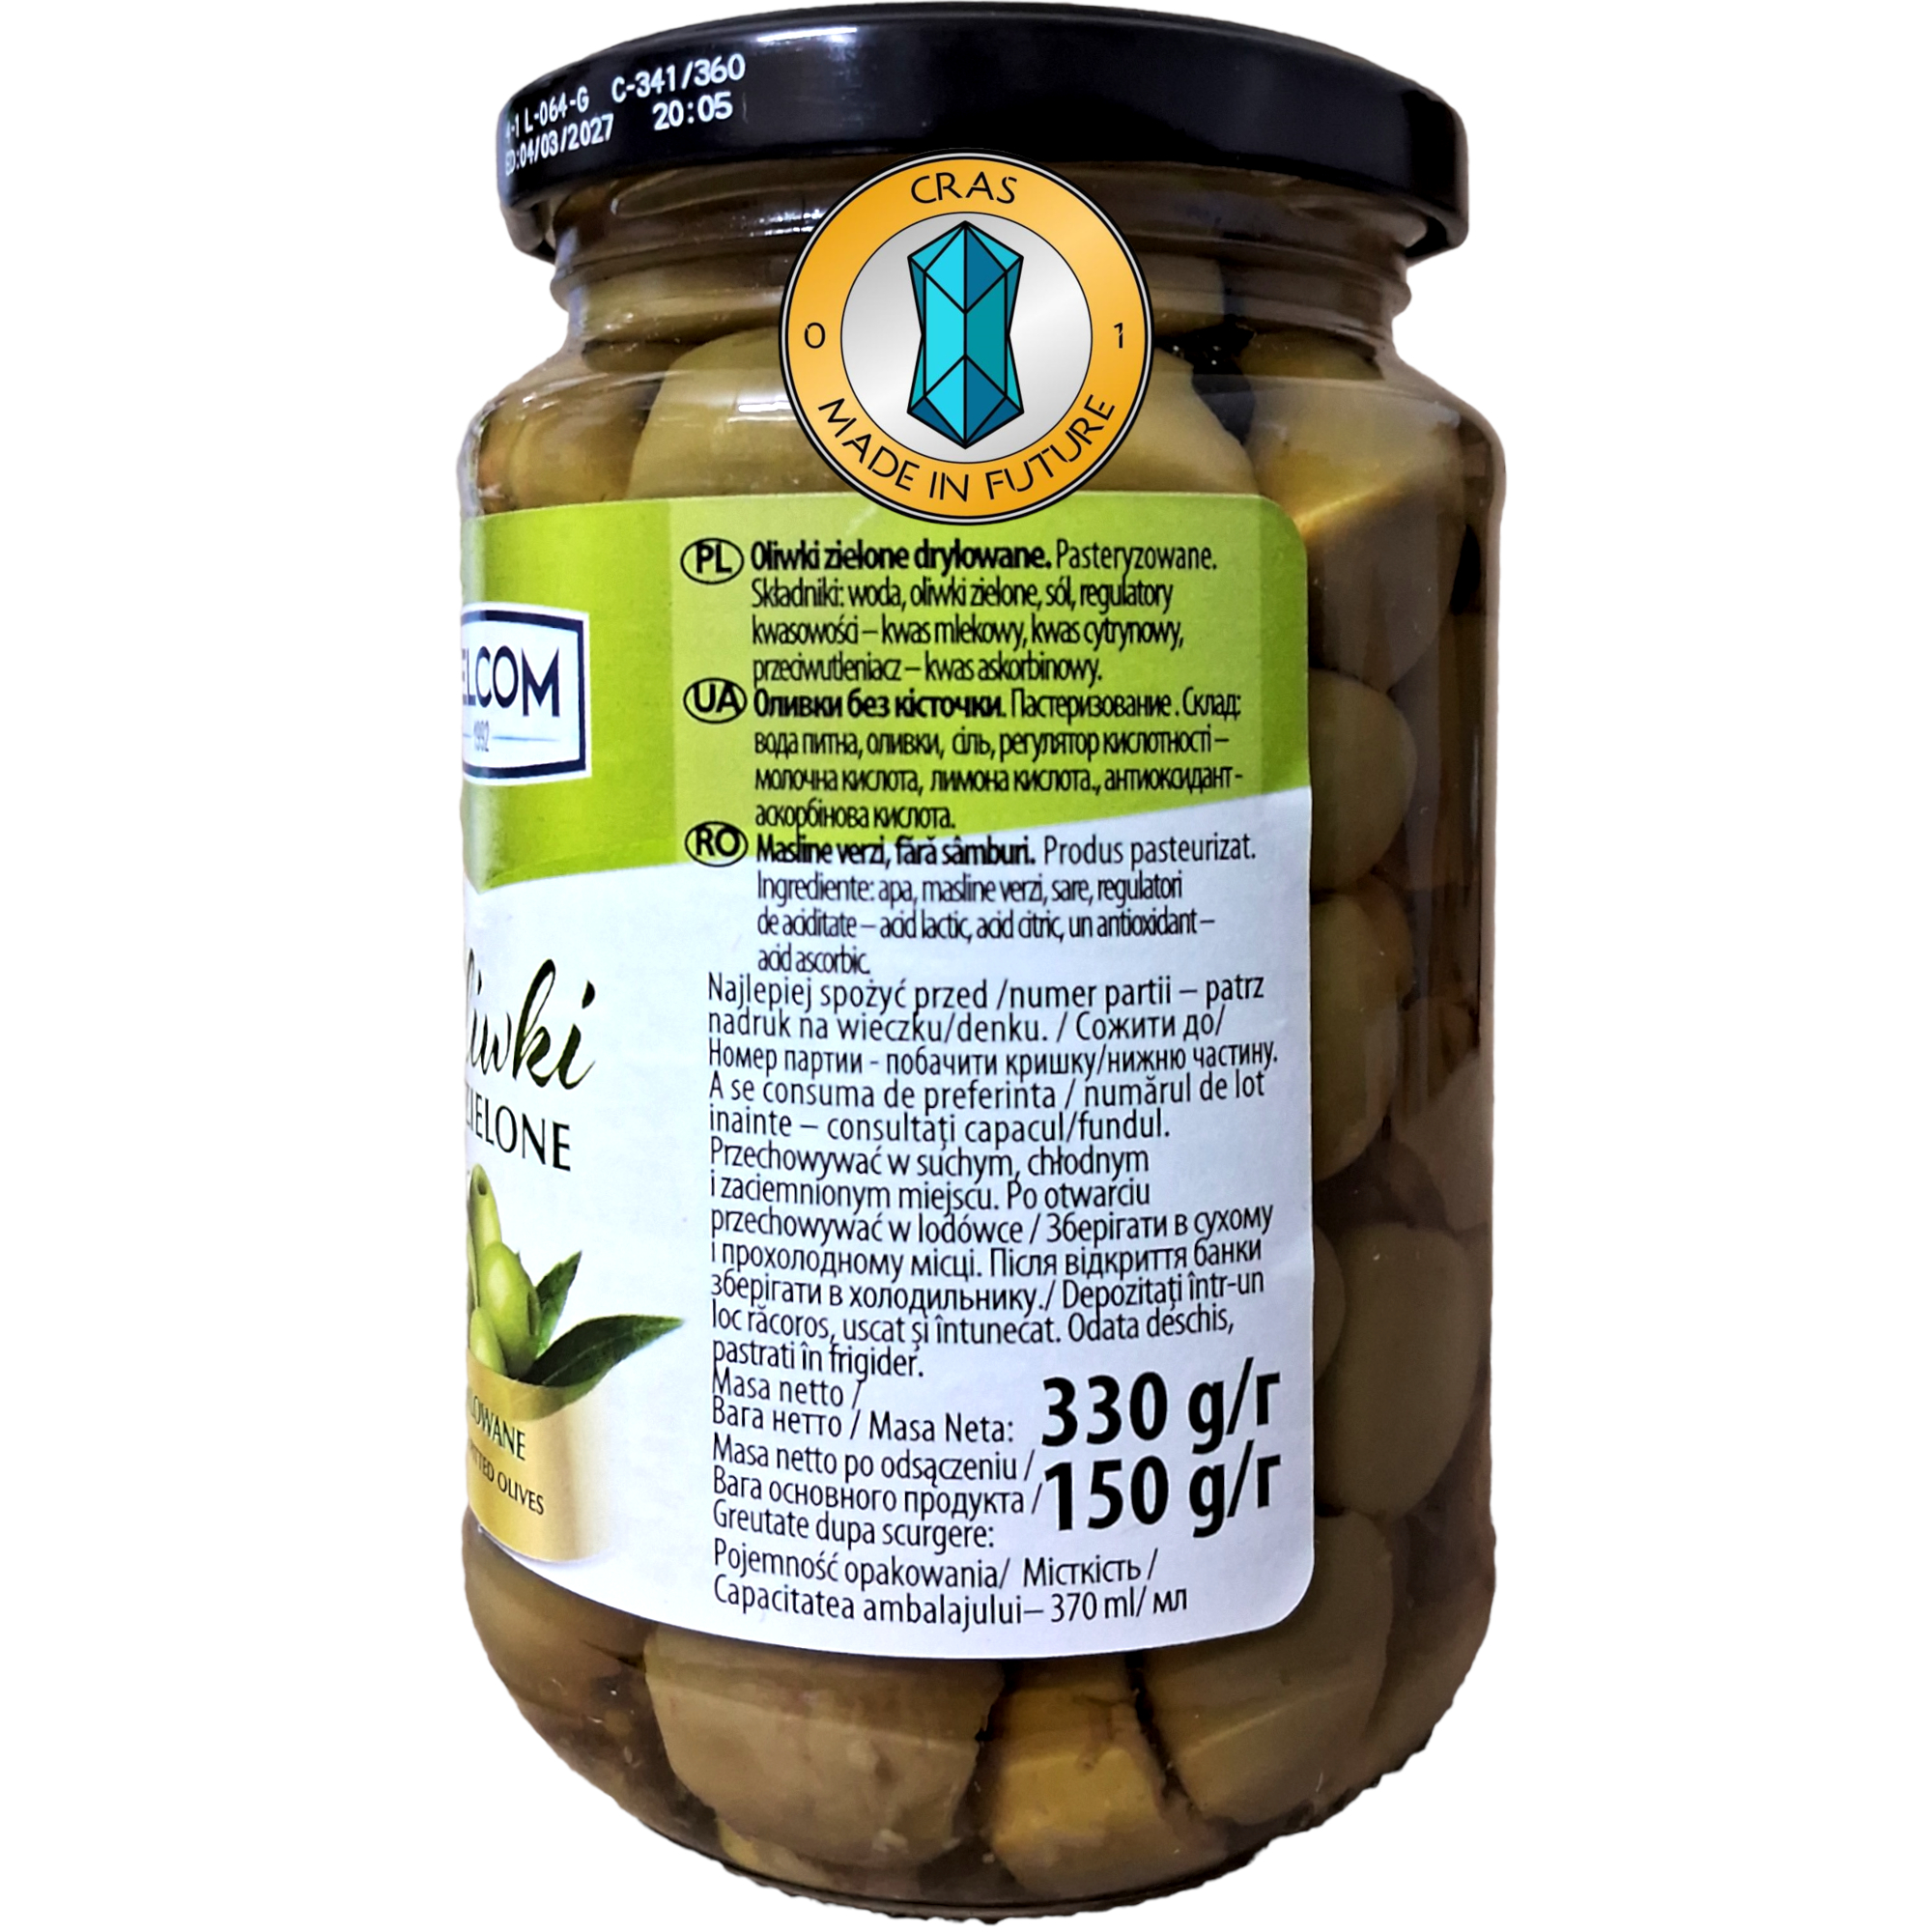 L-064-G C-341/360
:04/03/2027 20:05
CRAS
0 1
MADE IN FUTURE
PL Oliwki zielone drylowane. Pasteryzowane.
Składniki: woda, oliwki zielone, sól, regulatory
kwasowości – kwas mlekowy, kwas cytrynowy,
przeciwutleniacz – kwas askorbinowy.
UA Оливки без кісточки. Пастеризование. Склад:
вода питна, оливки, сіль, регулятор кислотності –
молочна кислота, лимона кислота., антиоксидант -
аскорбінова кислота.
RO Masline verzi, fără sâmburi. Produs pasteurizat.
Ingrediente: apa, masline verzi, sare, regulatori
de aciditate – acid lactic, acid citric, un antioxidant –
acid ascorbic.
Najlepiej spożyć przed /numer partii – patrz
nadruk na wieczku/denku. / Сожити до/
Номер партии - побачити кришку/нижню частину.
A se consuma de preferinta / numărul de lot
inainte – consultați capacul/fundul.
Przechowywać w suchym, chłodnym
i zaciemnionym miejscu. Po otwarciu
przechowywać w lodówce / Зберігати в сухому
і прохолодному місці. Після відкриття банки
зберігати в холодильнику./ Depozitați într-un
loc răcoros, uscat și întunecat. Odata deschis,
pastrati în frigider.
Masa netto /
Вага нетто / Masa Neta: 330 g/г
Masa netto po odsączeniu /
Вага основного продукта / 150 g/г
Greutate dupa scurgere:
Pojemność opakowania/ Місткість /
Capacitatea ambalajului– 370 ml/ мл
ELCOM
1992
liwki
ZIELONE
LOWANE
PITTED OLIVES